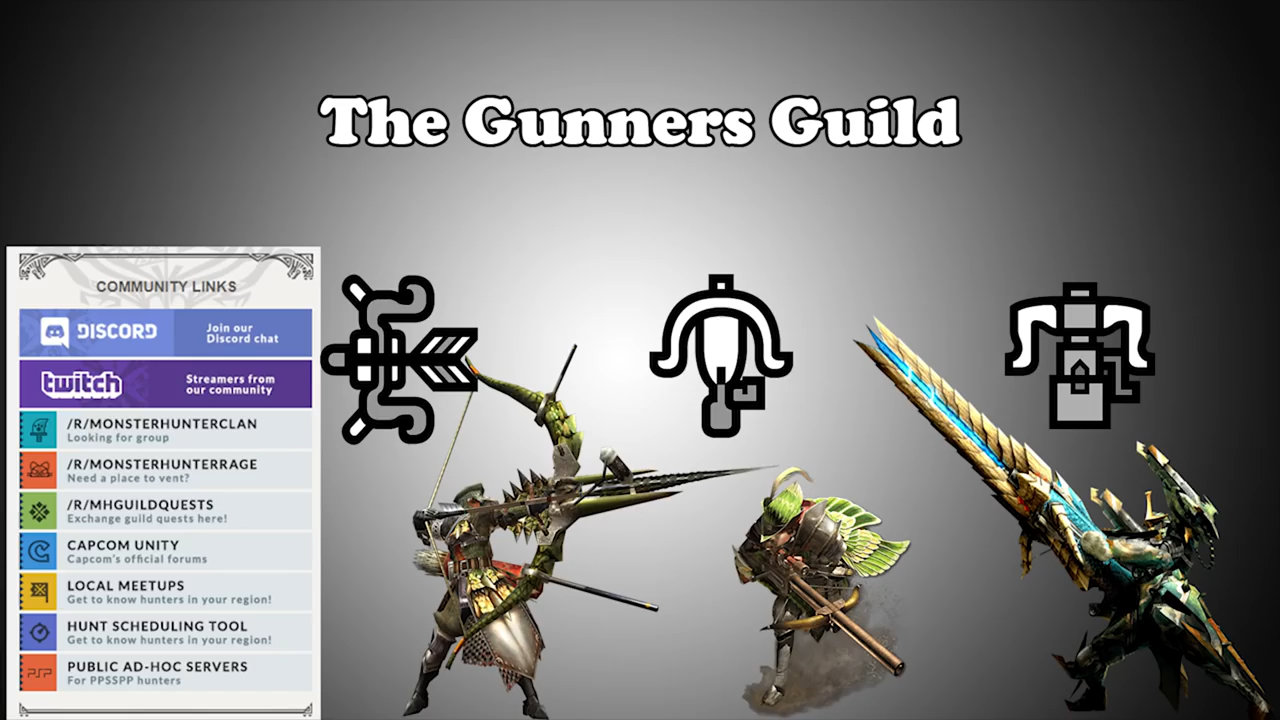 The Gunners Guild
COMMUNITY LINKS
DISCORD
Join our
Discord chat
twitch
Streamers from
our community
/R/MONSTERHUNTERCLAN
Looking for group
/R/MONSTERHUNTERRAGE
Need a place to vent?
/R/MHGUILDQUESTS
Exchange guild quests here!
CAPCOM UNITY
Capcom's official forums
LOCAL MEETUPS
Get to know hunters in your region!
HUNT SCHEDULING TOOL
Get to know hunters in your region!
PSP
PUBLIC AD-HOC SERVERS
For PPSSPP hunters